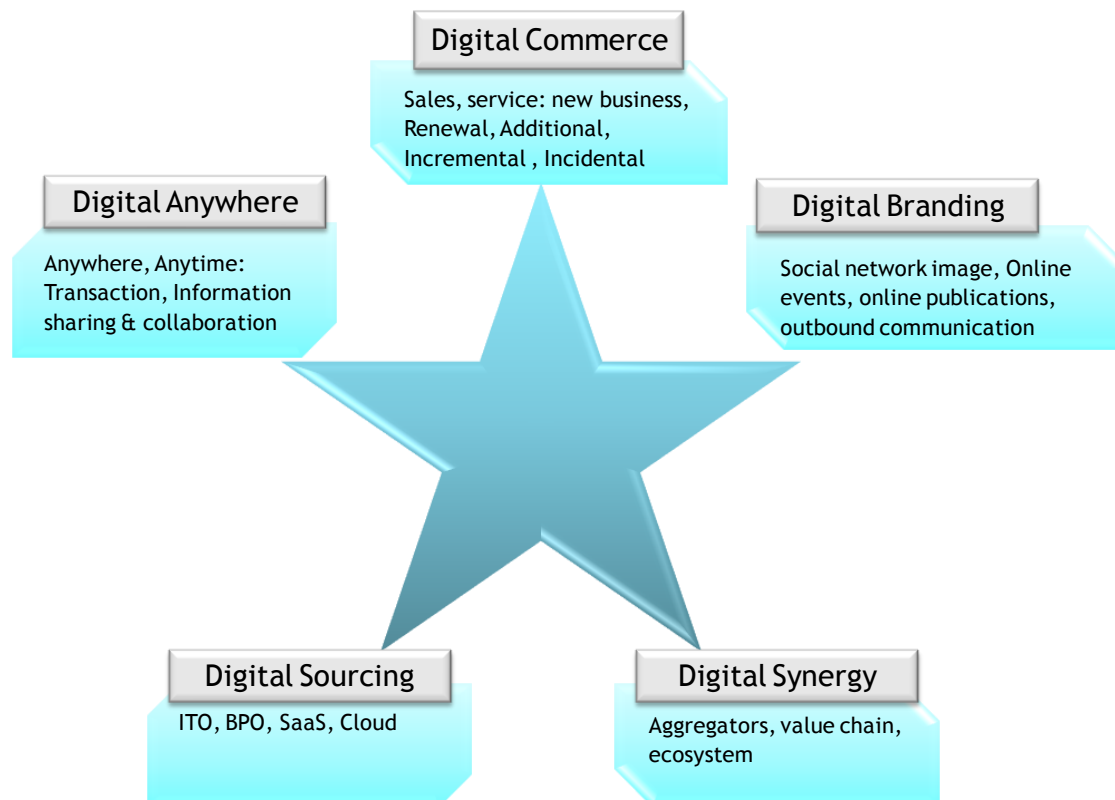 Digital Commerce
Sales, service: new business,
Renewal, Additional,
Incremental , Incidental
Digital Anywhere
Anywhere, Anytime:
Transaction, Information
sharing & collaboration
Digital Branding
Social network image, Online
events, online publications,
outbound communication
Digital Sourcing
ITO, BPO, SaaS, Cloud
Digital Synergy
Aggregators, value chain,
ecosystem